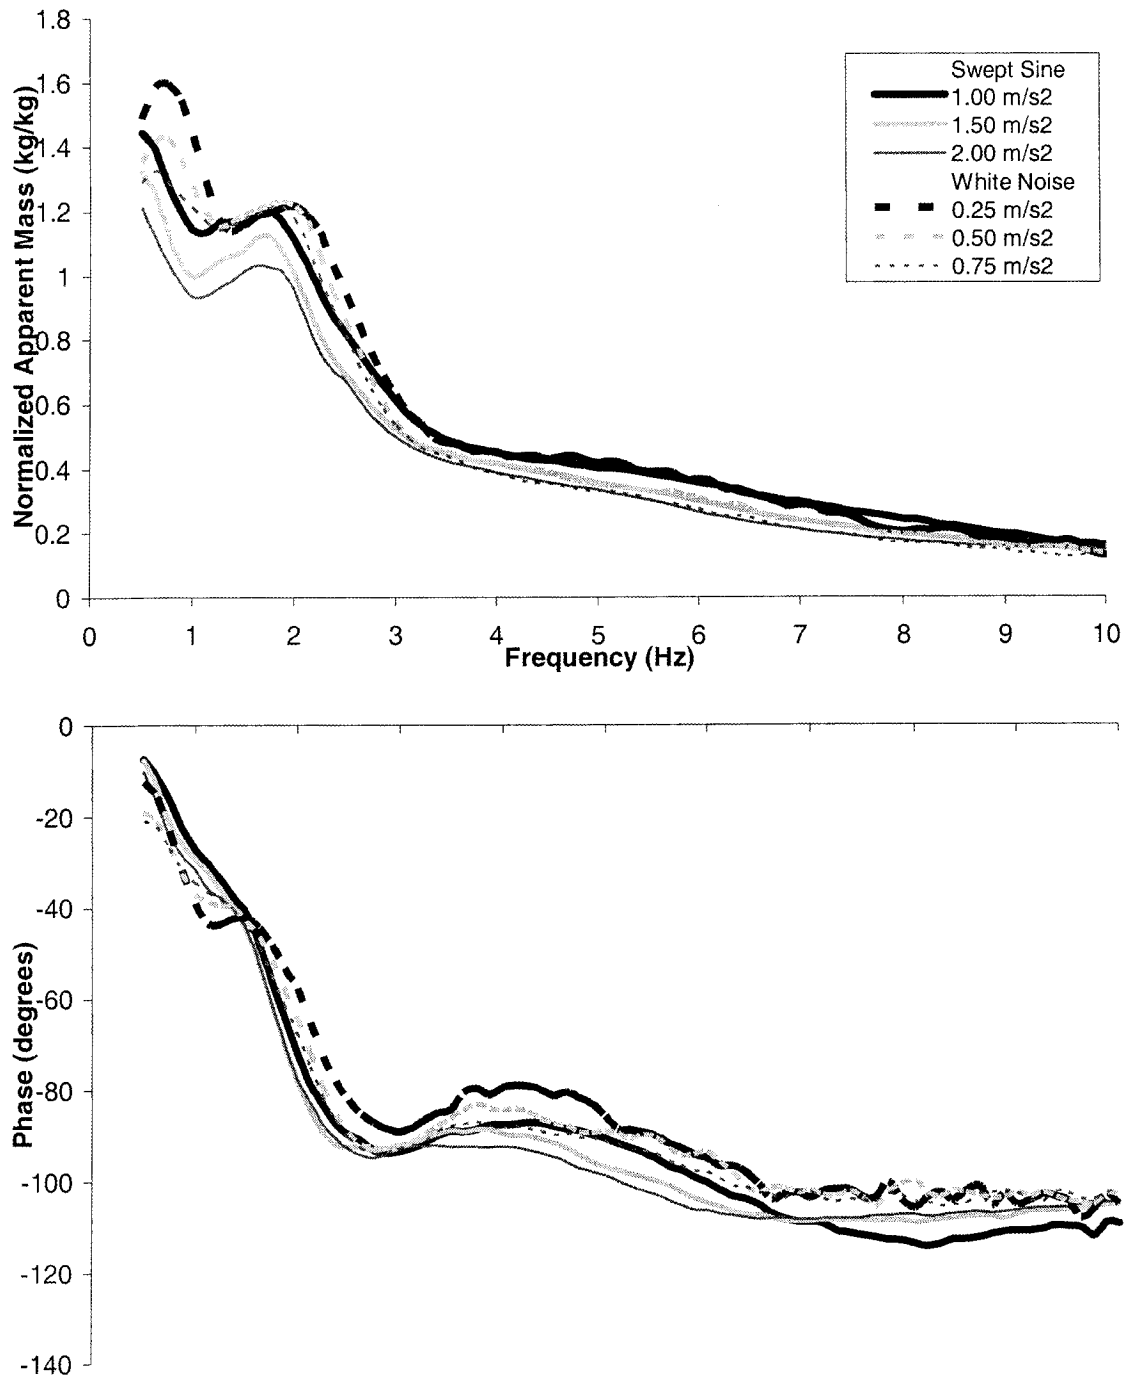 1.8
1.6
1.4
1.2
1
0.8
0.6
0.4
0.2
0
Normalized Apparent Mass (kg/kg)
Swept Sine
1.00 m/s2
1.50 m/s2
2.00 m/s2
White Noise
0.25 m/s2
0.50 m/s2
0.75 m/s2
0 1 2 3 4 5 6 7 8 9 10
Frequency (Hz)
0
-20
-40
-60
-80
-100
-120
-140
Phase (degrees)